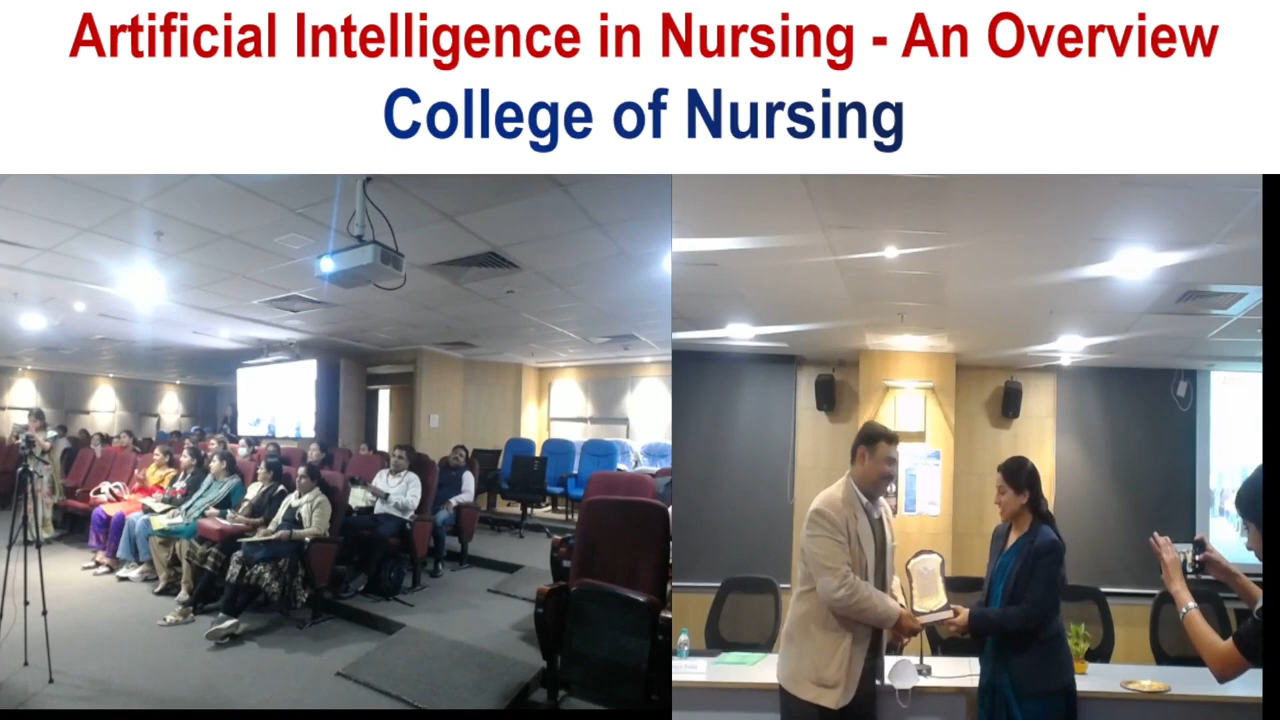 Artificial Intelligence in Nursing - An Overview
College of Nursing